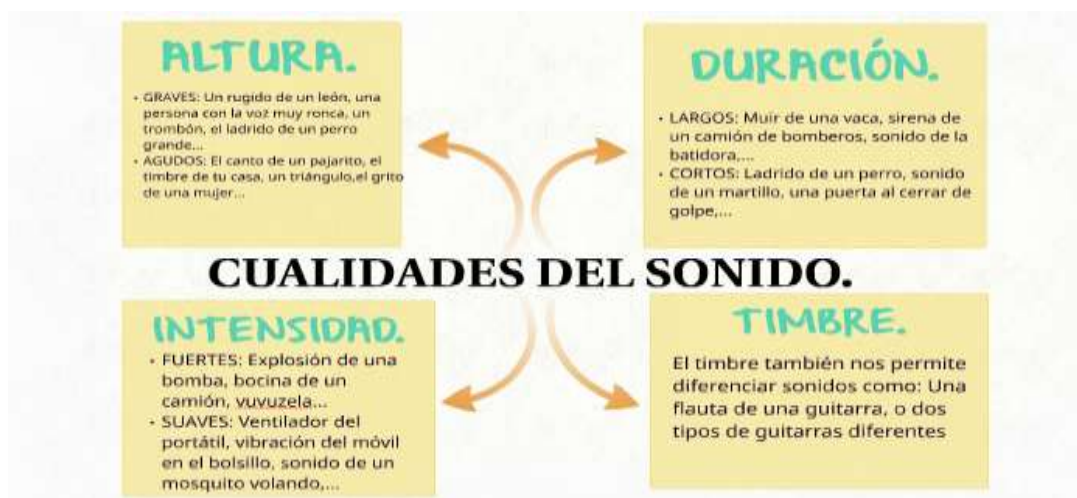 ALTURA.
• GRAVES: Un rugido de un león, una
persona con la voz muy ronca, un
trombón, el ladrido de un perro
grande...
• AGUDOS: El canto de un pajarito, el
timbre de tu casa, un triángulo,el grito
de una mujer...
DURACIÓN.
• LARGOS: Muir de una vaca, sirena de
un camión de bomberos, sonido de la
batidora,...
• CORTOS: Ladrido de un perro, sonido
de un martillo, una puerta al cerrar de
golpe,...
CUALIDADES DEL SONIDO.
INTENSIDAD.
• FUERTES: Explosión de una
bomba, bocina de un
camión, vuvuzela...
• SUAVES: Ventilador del
portátil, vibración del móvil
en el bolsillo, sonido de un
mosquito volando,...
TIMBRE.
El timbre también nos permite
diferenciar sonidos como: Una
flauta de una guitarra, o dos
tipos de guitarras diferentes